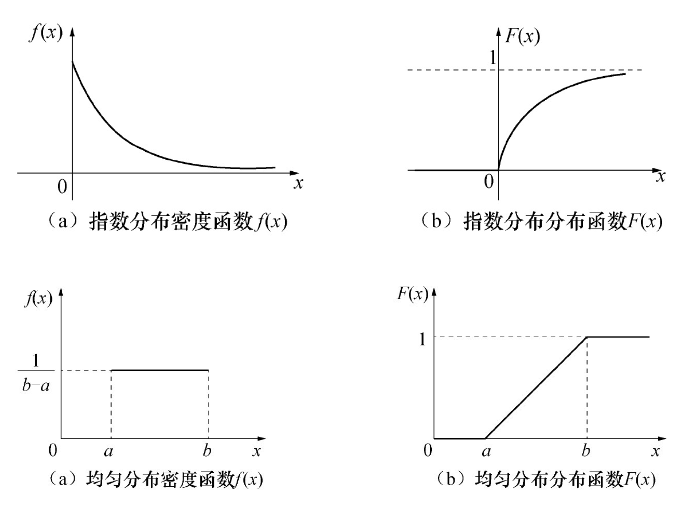 f(x)
0
x
(a) 指数分布密度函数f(x)
F(x)
1
0
x
(b) 指数分布分布函数F(x)
f(x)
1
b-a
0
a
b
x
(a) 均匀分布密度函数f(x)
F(x)
1
0
a
b
x
(b) 均匀分布分布函数F(x)